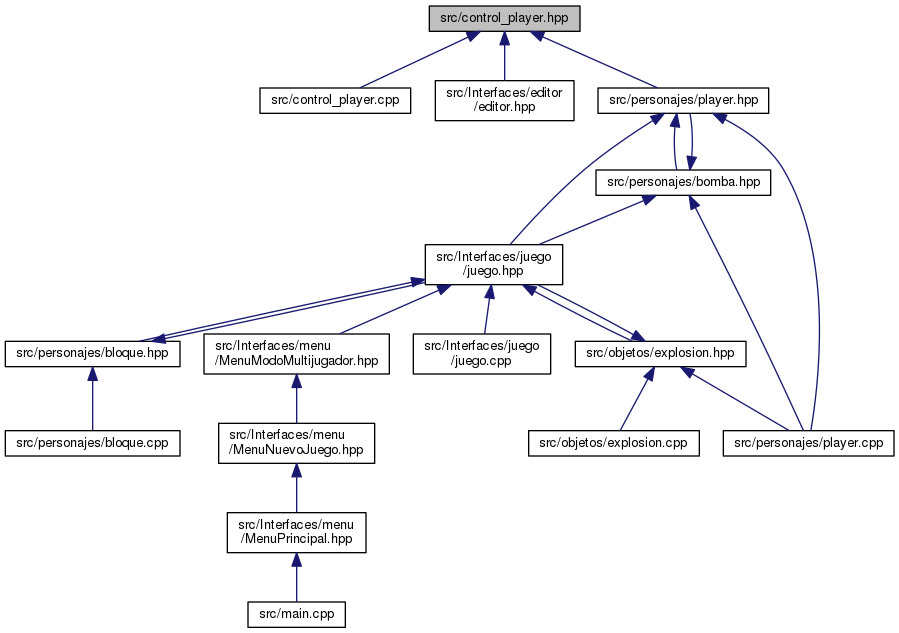 src/control_player.hpp
src/control_player.cpp
src/Interfaces/editor
/editor.hpp
src/personajes/player.hpp
src/personajes/bomba.hpp
src/Interfaces/juego
/juego.hpp
src/personajes/bloque.hpp
src/Interfaces/menu
/MenuModoMultijugador.hpp
src/Interfaces/juego
/juego.cpp
src/objetos/explosion.hpp
src/personajes/bloque.cpp
src/Interfaces/menu
/MenuNuevoJuego.hpp
src/objetos/explosion.cpp
src/personajes/player.cpp
src/Interfaces/menu
/MenuPrincipal.hpp
src/main.cpp